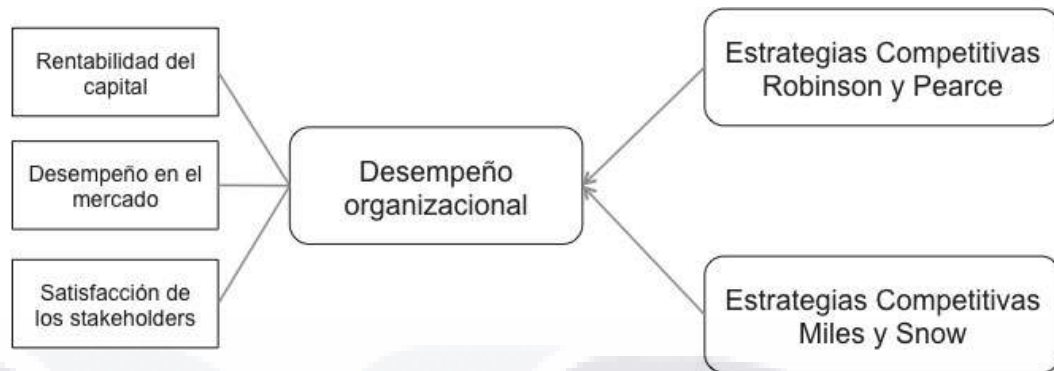 Rentabilidad del
capital
Desempeño en el
mercado
Satisfacción de
los stakeholders
Desempeño
organizacional
Estrategias Competitivas
Robinson y Pearce
Estrategias Competitivas
Miles y Snow